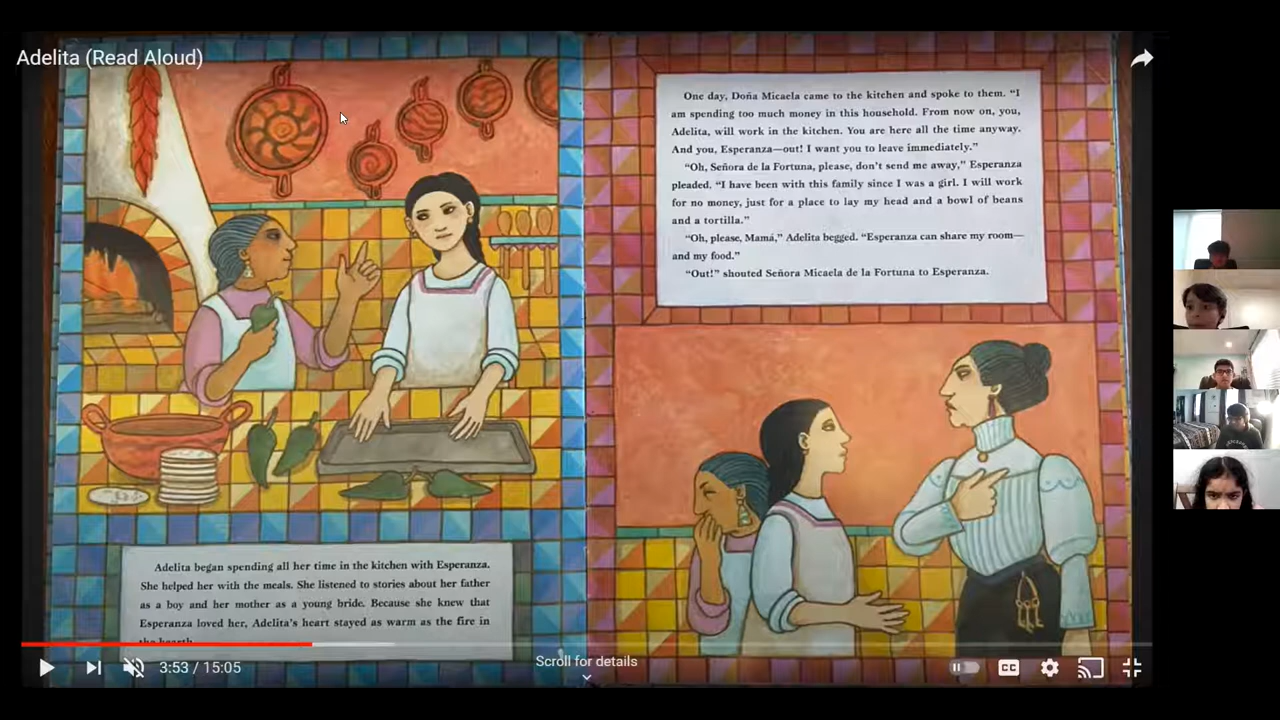 Adelita (Read Aloud)
Adelita began spending all her time in the kitchen with Esperanza.
She helped her with the meals. She listened to stories about her father
as a boy and her mother as a young bride. Because she knew that
Esperanza loved her, Adelita's heart stayed as warm as the fire in
the hearth.
One day, Doña Micaela came to the kitchen and spoke to them. “I
am spending too much money in this household. From now on, you,
Adelita, will work in the kitchen. You are here all the time anyway.
And you, Esperanza—out! I want you to leave immediately.”
“Oh, Señora de la Fortuna, please, don't send me away,” Esperanza
pleaded. “I have been with this family since I was a girl. I will work
for no money, just for a place to lay my head and a bowl of beans
and a tortilla.”
“Oh, please, Mamá,” Adelita begged. “Esperanza can share my room—
and my food.”
“Out!” shouted Señora Micaela de la Fortuna to Esperanza.
3:53 / 15:05
Scroll for details
CC